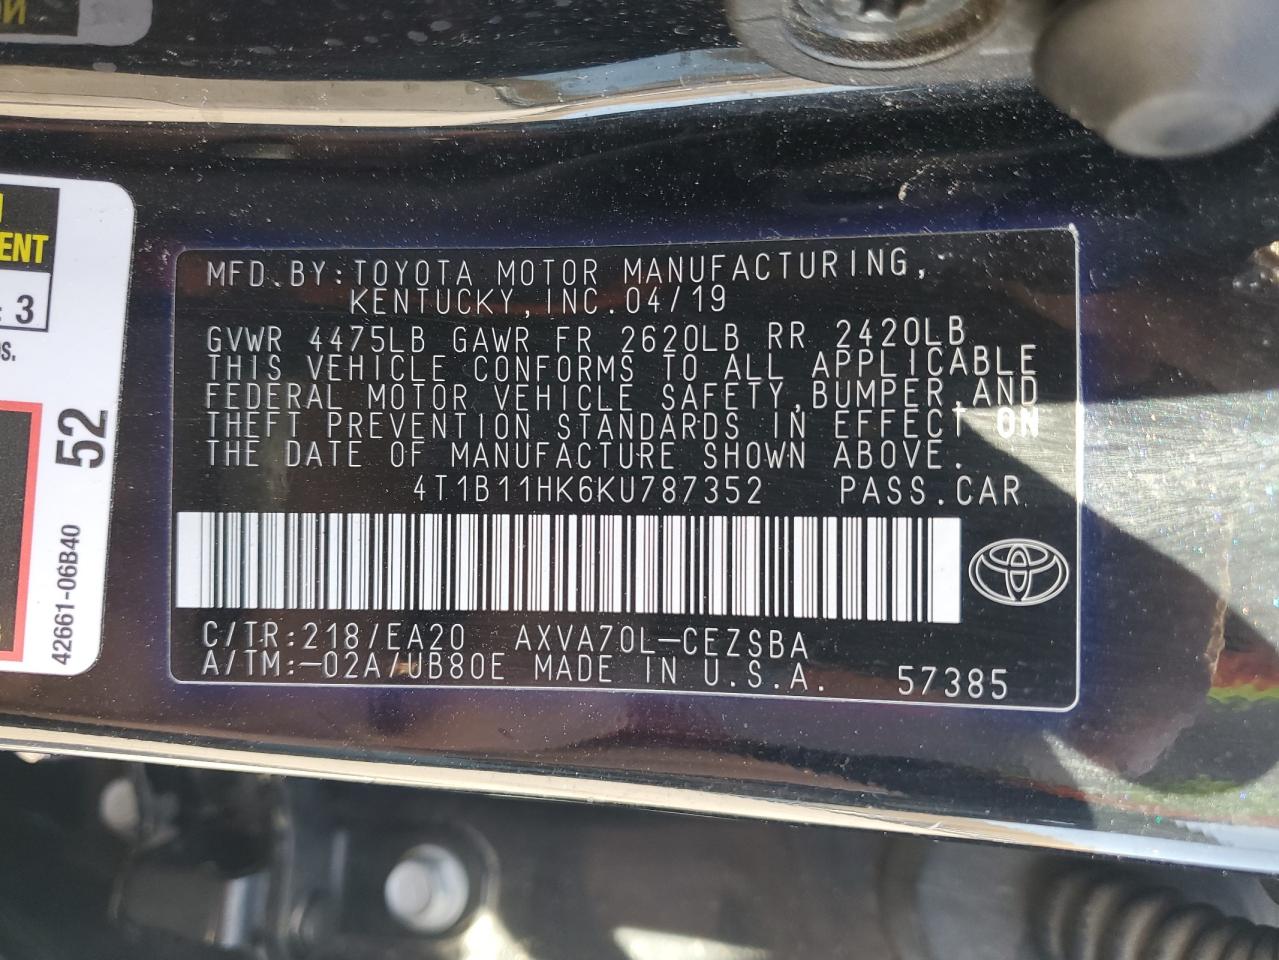 ENT
: 3
os.
52
42661-06B40
MFD.BY:TOYOTA MOTOR MANUFACTURING,
KENTUCKY,INC.04/19
GVWR 4475LB GAWR FR 2620LB RR 2420LB
THIS VEHICLE CONFORMS TO ALL APPLICABLE
FEDERAL MOTOR VEHICLE SAFETY,BUMPER,AND
THEFT PREVENTION STANDARDS IN EFFECT ON
THE DATE OF MANUFACTURE SHOWN ABOVE.
4T1B11HK6KU787352 PASS.CAR
C/TR:218/EA20 AXVA70L-CEZSBA
A/TM:-02A/UB80E MADE IN U.S.A. 57385